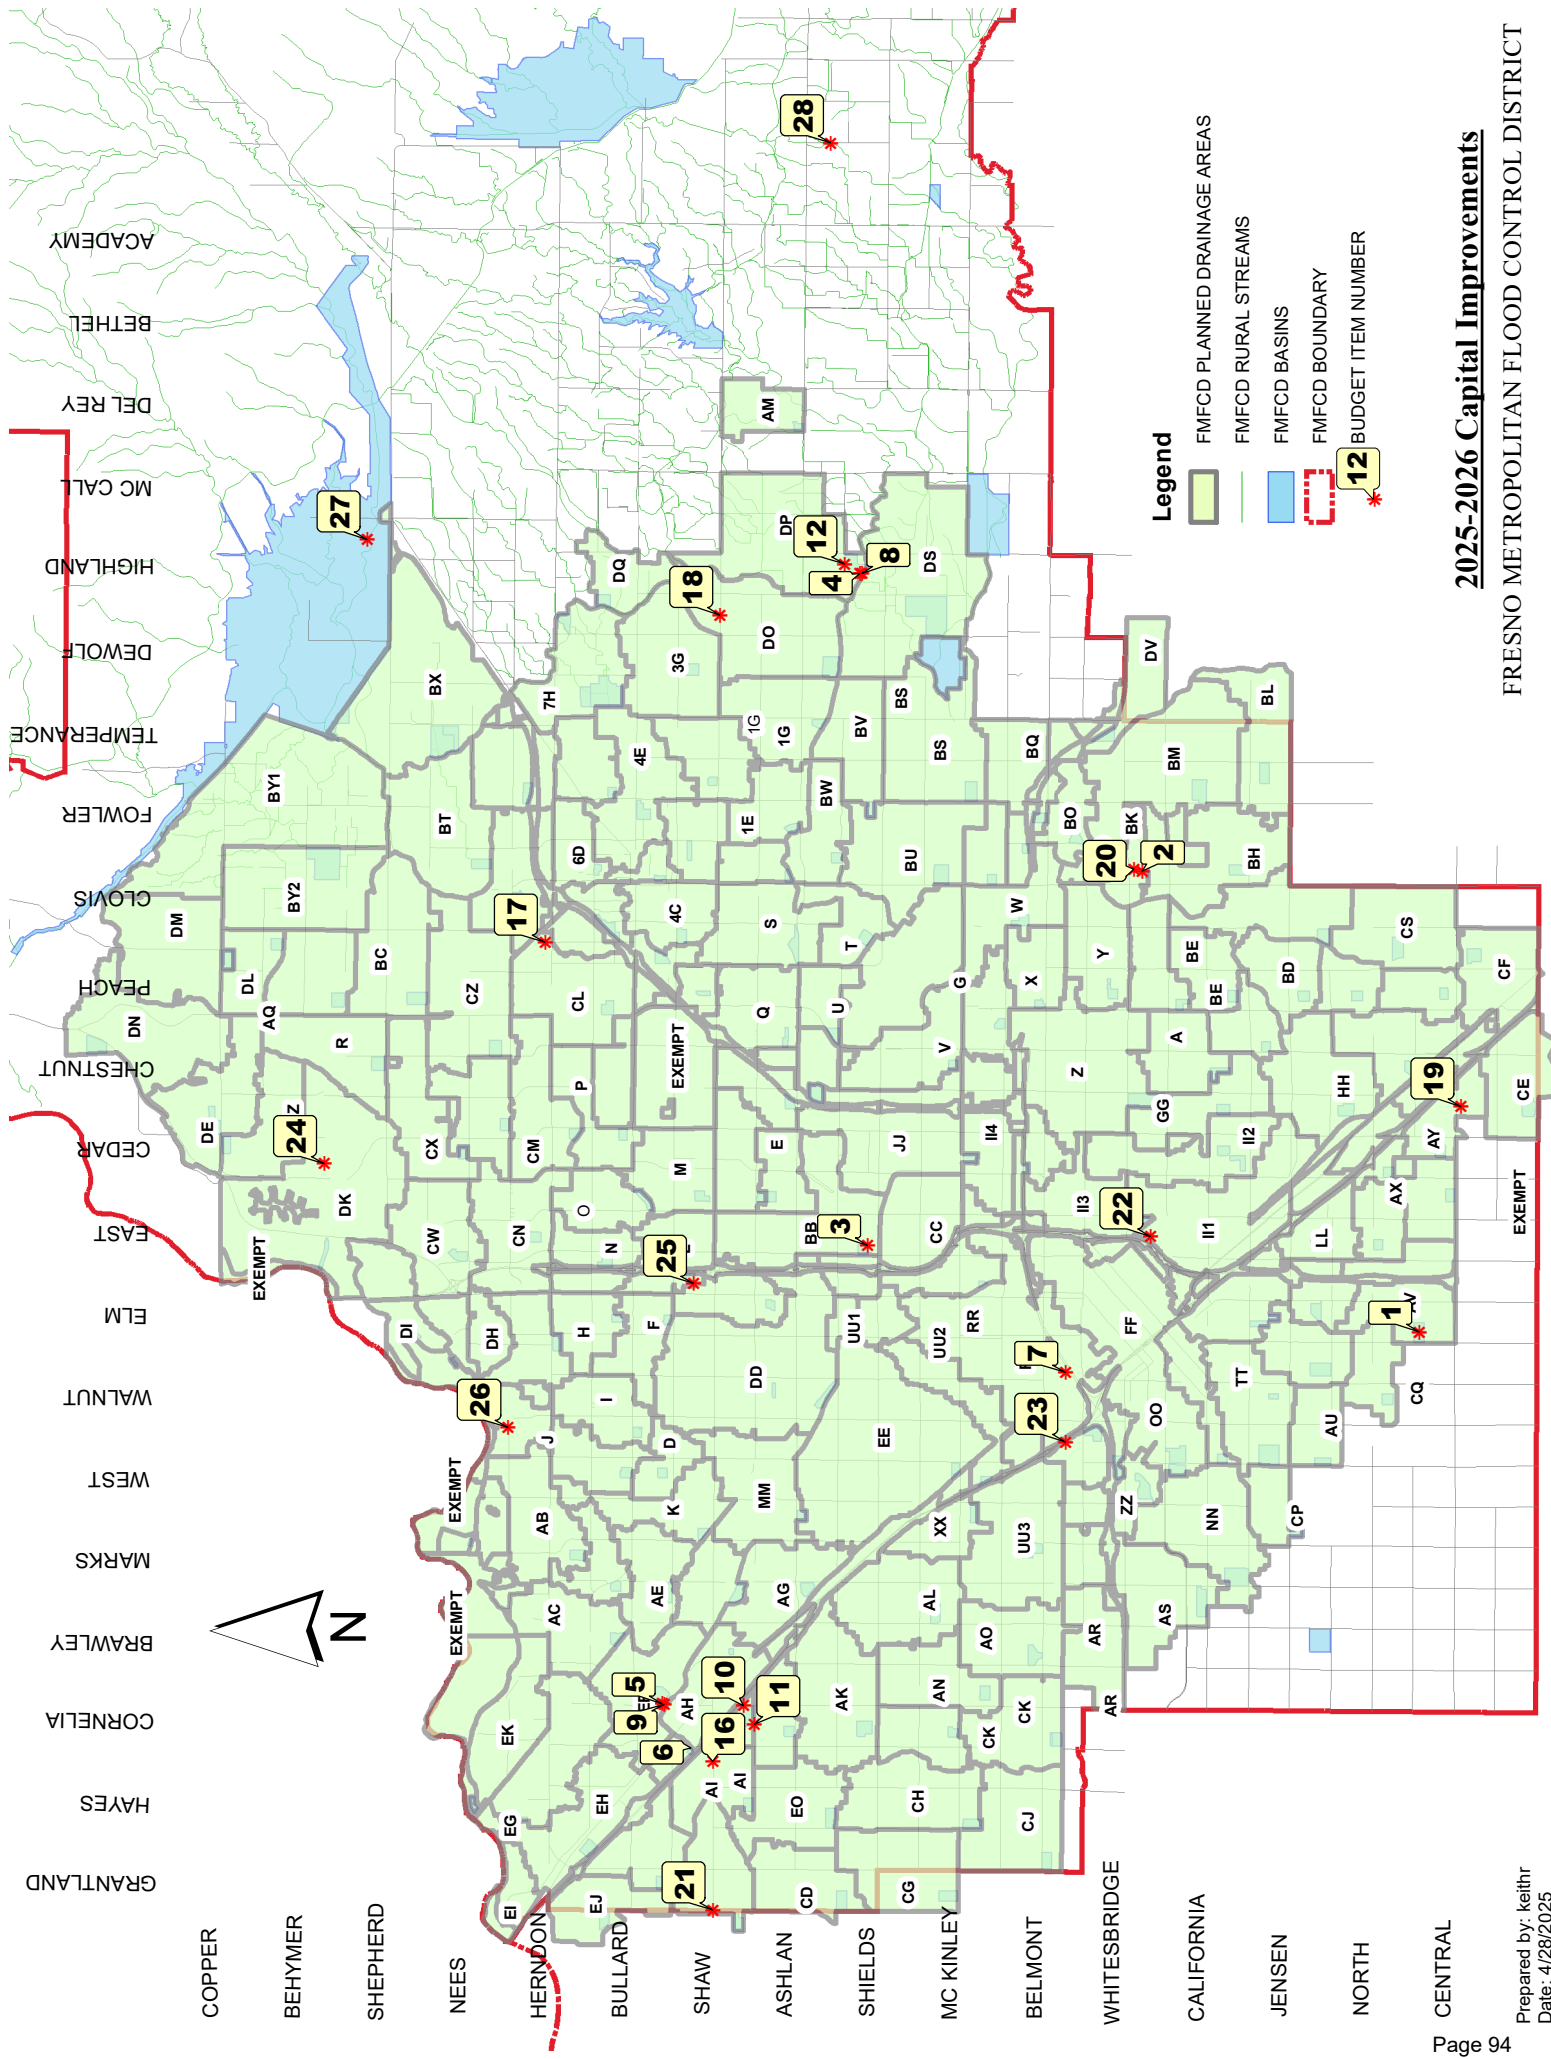 GRANTLAND
HAYES
CORNELIA
BRAWLEY
MARKS
WEST
WALNUT
ELM
EAST
CEDAR
CHESTNUT
PEACH
CLOVIS
FOWLER
TEMPERANCE
DEWOLF
HIGHLAND
MC CALL
DEL REY
BETHEL
ACADEMY
COPPER
BEHYMER
SHEPHERD
NEES
HERNDON
BULLARD
SHAW
ASHLAN
SHIELDS
MC KINLEY
BELMONT
WHITESBRIDGE
CALIFORNIA
JENSEN
NORTH
CENTRAL
N
DN
DM
DE
DL
BY2
BY1
AQ
EXEMPT
24
27
DK
R
BC
BX
DI
CW
CX
CZ
BT
EXEMPT
EXEMPT
26
DH
17
EI
EG
EK
AC
AB
J
CN
CM
7H
EJ
EH
I
H
O
N
P
CL
6D
DQ
9
5
6
AE
K
D
F
25
M
EXEMPT
4C
4E
3G
18
21
AH
16
10
11
AI
AI
AG
MM
DD
E
Q
S
1E
1G
1G
DO
DP
AM
28
CD
EO
AK
EE
UU1
BB
3
U
T
BW
BV
4
12
8
CG
CH
AN
AL
XX
UU2
RR
CC
JJ
V
G
BU
BS
BS
DS
CJ
CK
CK
AO
UU3
23
7
II4
X
W
BQ
AR
AR
ZZ
FF
II3
22
Z
Y
20
2
BO
BK
DV
AS
OO
NN
TT
II1
GG
A
II2
BE
BE
BM
BH
BL
CP
AU
LL
HH
BD
CQ
1
AX
AY
19
CS
EXEMPT
CE
CF
Legend
FMFCD PLANNED DRAINAGE AREAS
FMFCD RURAL STREAMS
FMFCD BASINS
FMFCD BOUNDARY
12 BUDGET ITEM NUMBER
2025-2026 Capital Improvements
FRESNO METROPOLITAN FLOOD CONTROL DISTRICT
Prepared by: keithr
Date: 4/28/2025
Page 94